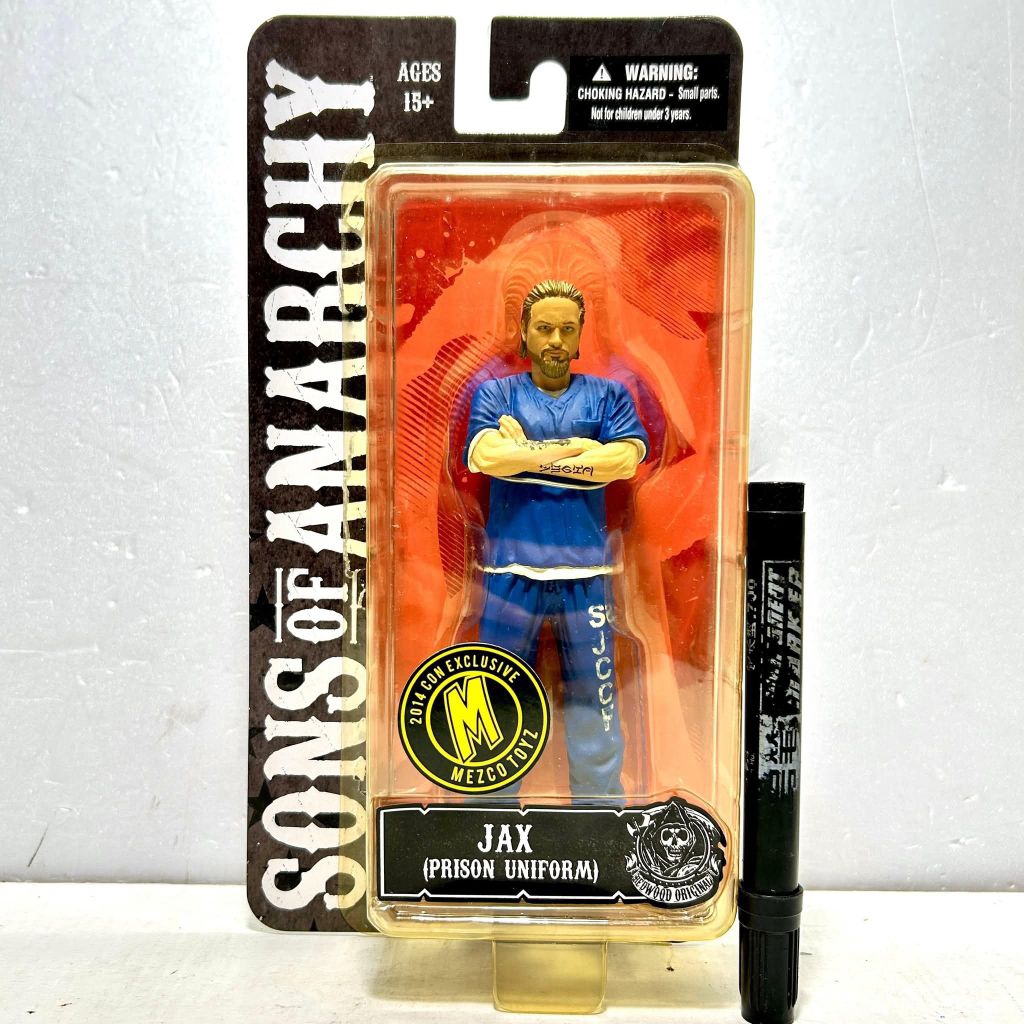 SONS OF ANARCHY
AGES
15+
WARNING:
CHOKING HAZARD - Small parts.
Not for children under 3 years.
SJCCF
2014 CON EXCLUSIVE
M
MEZCO TOYZ
JAX
(PRISON UNIFORM)
REDWOOD ORIGINAL
MARKER